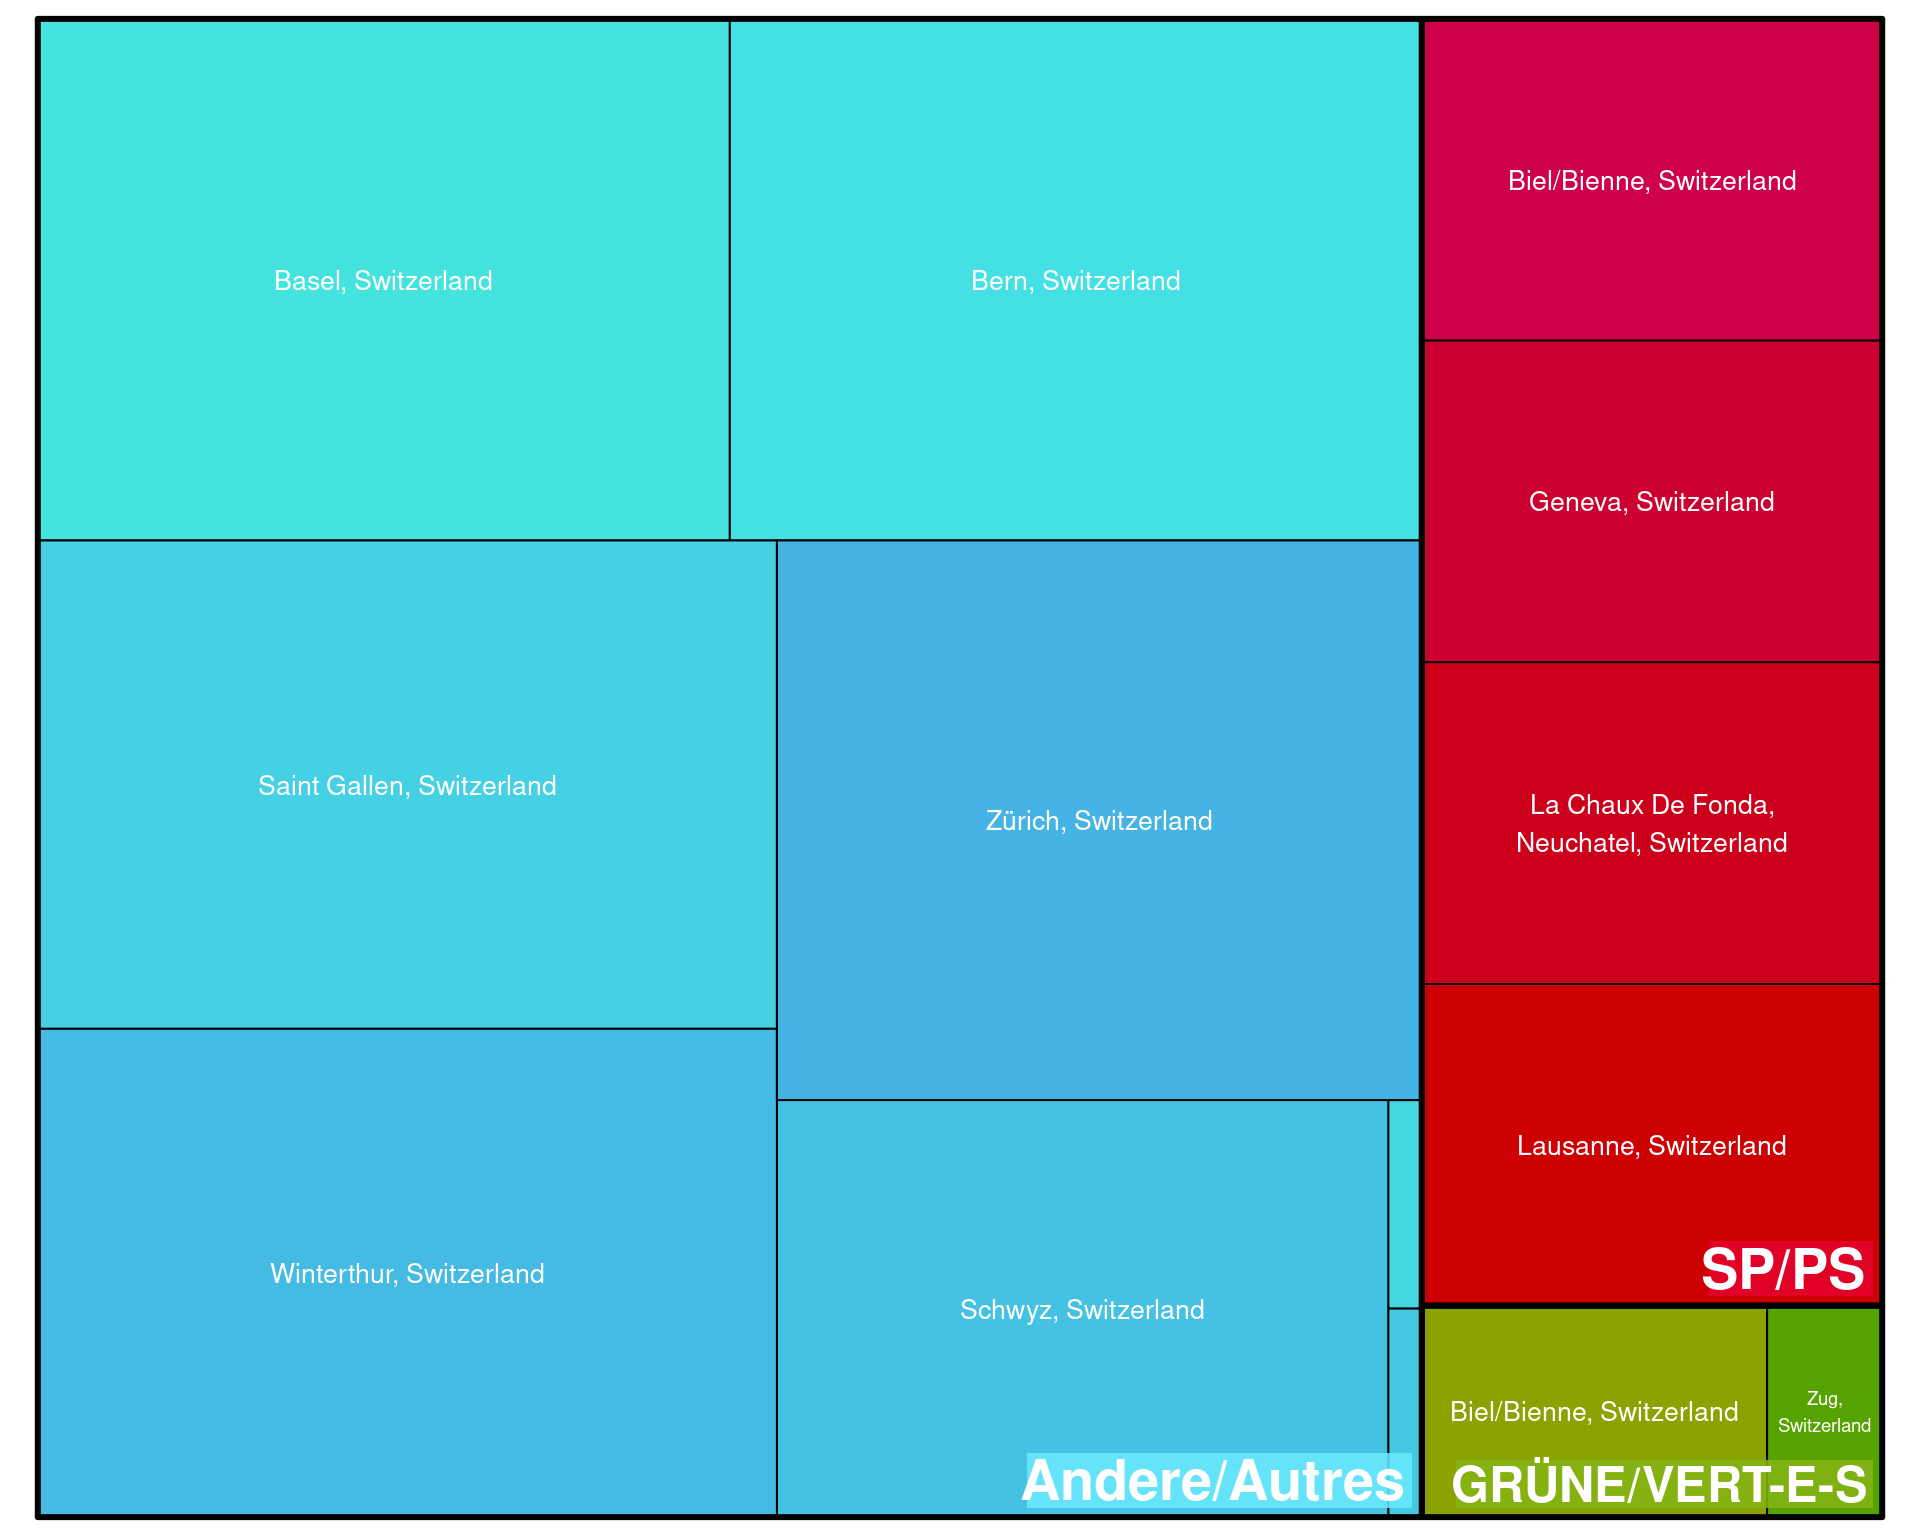 Basel, Switzerland
Bern, Switzerland
Saint Gallen, Switzerland
Zürich, Switzerland
Winterthur, Switzerland
Schwyz, Switzerland
Andere/Autres
Biel/Bienne, Switzerland
Geneva, Switzerland
La Chaux De Fonda,
Neuchatel, Switzerland
Lausanne, Switzerland
SP/PS
Biel/Bienne, Switzerland
Zug,
Switzerland
GRÜNE/VERT-E-S